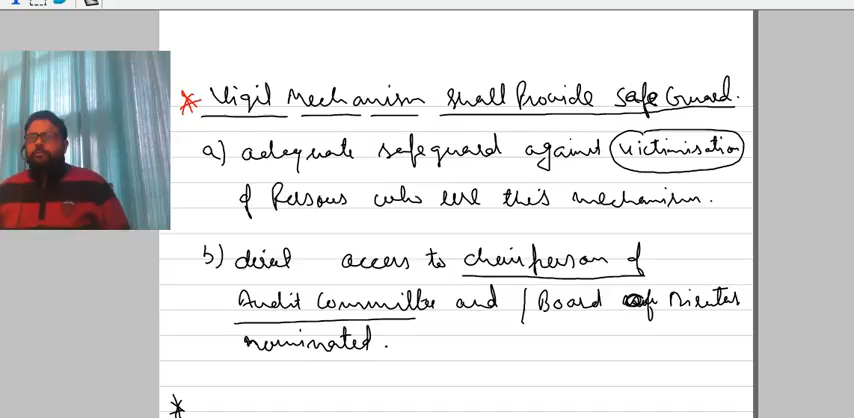 * Vigil Mechanism shall Provide safe Guard.
a) adequate safeguard against victimisation
of Persons who use this mechanism.
b) direct access to chairperson of
Audit Committee and / Board of
nominated.
*